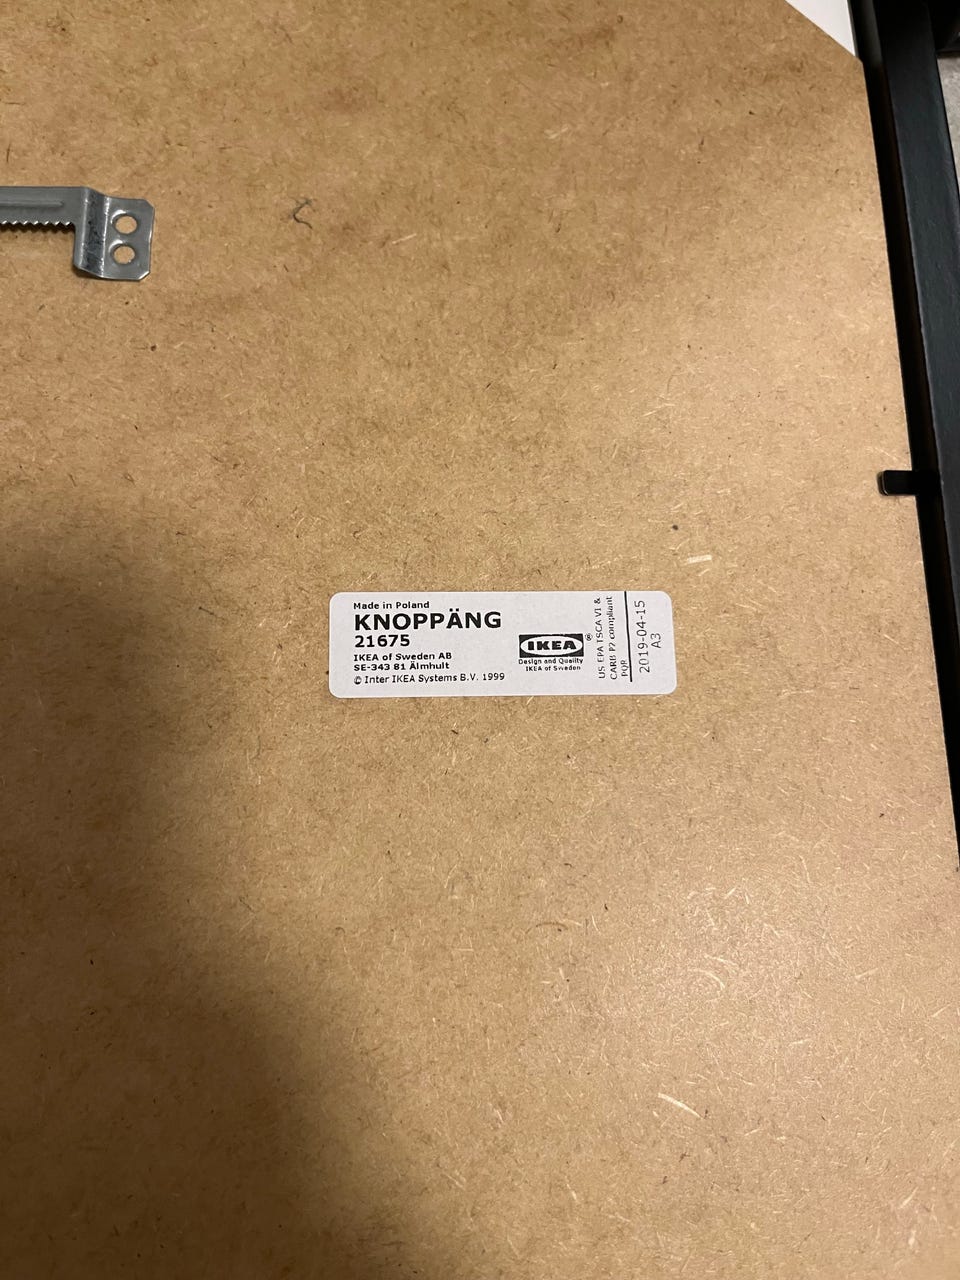 Made in Poland
KNOPPÄNG
21675
IKEA of Sweden AB
SE-343 81 Älmhult
© Inter IKEA Systems B.V. 1999
IKEA®
Design and Quality
IKEA of Sweden
US EPA TSCA VI &
CARB P2 compliant
PQR
2019-04-15
A3